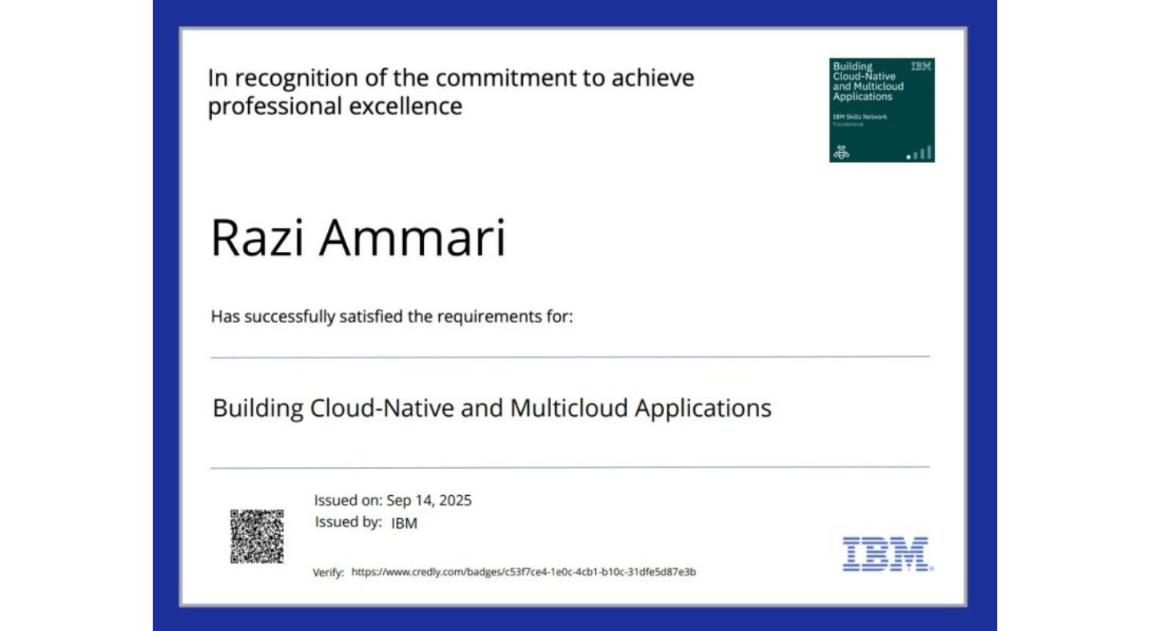 In recognition of the commitment to achieve
professional excellence
Building
Cloud-Native
and Multicloud
Applications
IBM
IBM Skills Network
Foundational
Razi Ammari
Has successfully satisfied the requirements for:
Building Cloud-Native and Multicloud Applications
Issued on: Sep 14, 2025
Issued by: IBM
Verify: https://www.credly.com/badges/c53f7ce4-1e0c-4cb1-b10c-31dfe5d87e3b
IBM